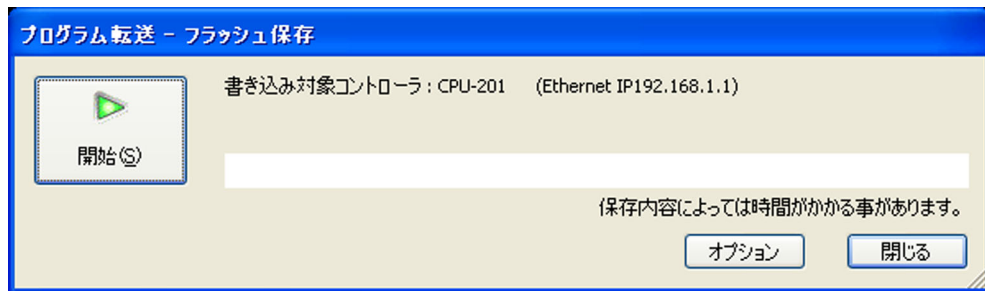 プログラム転送 - フラッシュ保存
書き込み対象コントローラ : CPU-201 (Ethernet IP192.168.1.1)
開始(S)
保存内容によっては時間がかかる事があります。
オプション
閉じる